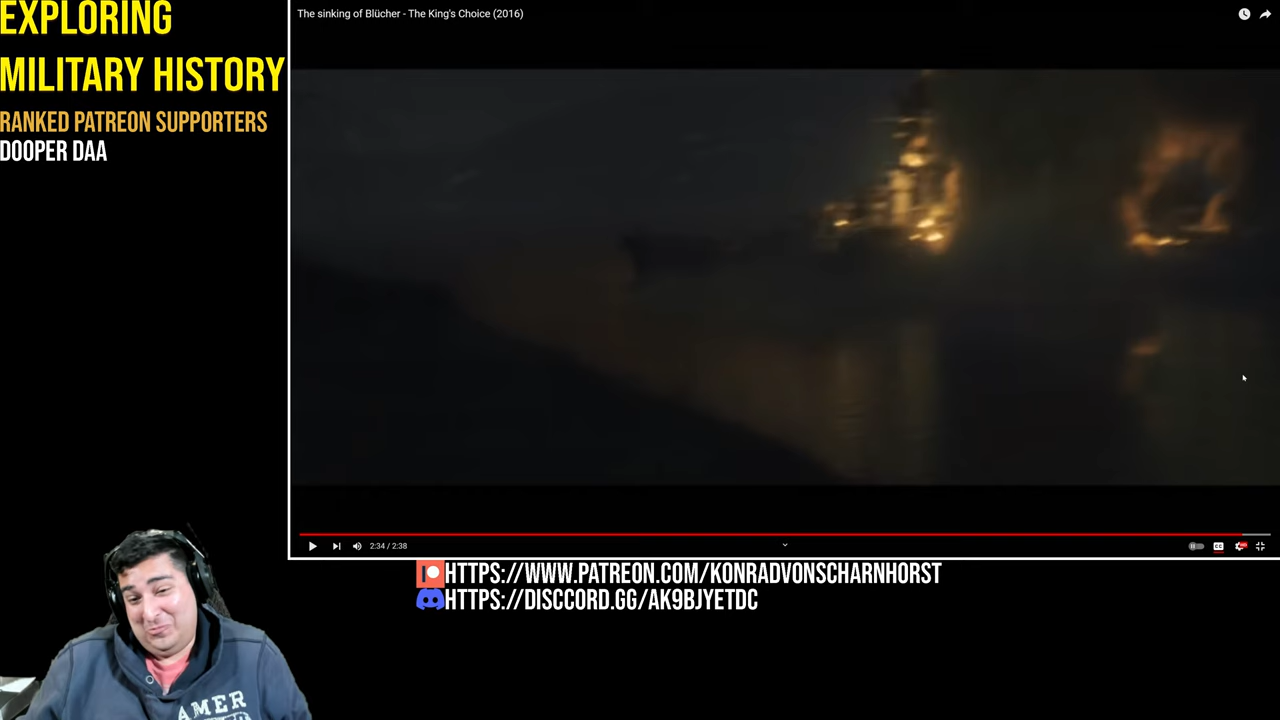 EXPLORING
MILITARY HISTORY
RANKED PATREON SUPPORTERS
DOOPER DAA
The sinking of Blücher - The King's Choice (2016)
2:34 / 2:38
HTTPS://WWW.PATREON.COM/KONRADVONSCHARNHORST
HTTPS://DISCCORD.GG/AK9BJYETDC
AMER